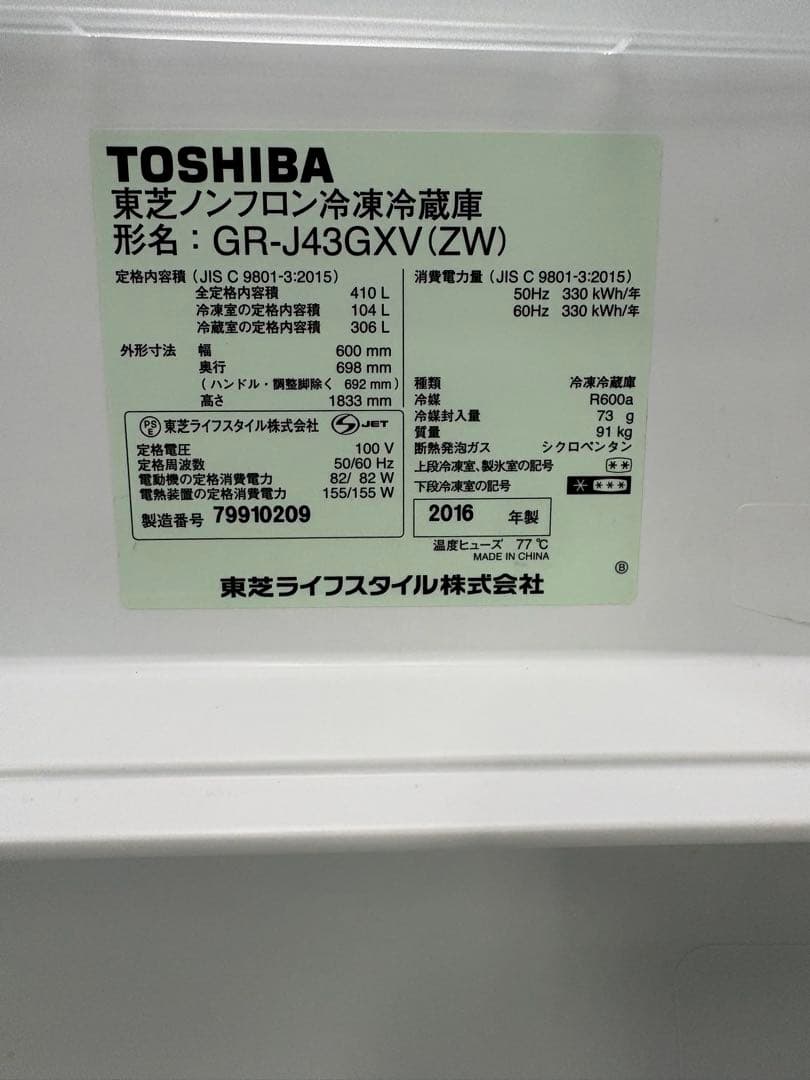 TOSHIBA
東芝ノンフロン冷凍冷蔵庫
形名：GR-J43GXV(ZW)
定格内容積（JIS C 9801-3:2015）
全定格内容積 410 L
冷凍室の定格内容積 104 L
冷蔵室の定格内容積 306 L
外形寸法 幅 600 mm
奥行 698 mm
（ハンドル・調整脚除く 692 mm）
高さ 1833 mm
PSE 東芝ライフスタイル株式会社 S JET
定格電圧 100 V
定格周波数 50/60 Hz
電動機の定格消費電力 82/ 82 W
電熱装置の定格消費電力 155/155 W
製造番号 79910209
消費電力量（JIS C 9801-3:2015）
50Hz 330 kWh/年
60Hz 330 kWh/年
種類 冷凍冷蔵庫
冷媒 R600a
冷媒封入量 73 g
質量 91 kg
断熱発泡ガス シクロペンタン
上段冷凍室、製氷室の記号 **
下段冷凍室の記号 * ***
2016 年製
温度ヒューズ 77 ℃
MADE IN CHINA
Ⓑ
東芝ライフスタイル株式会社